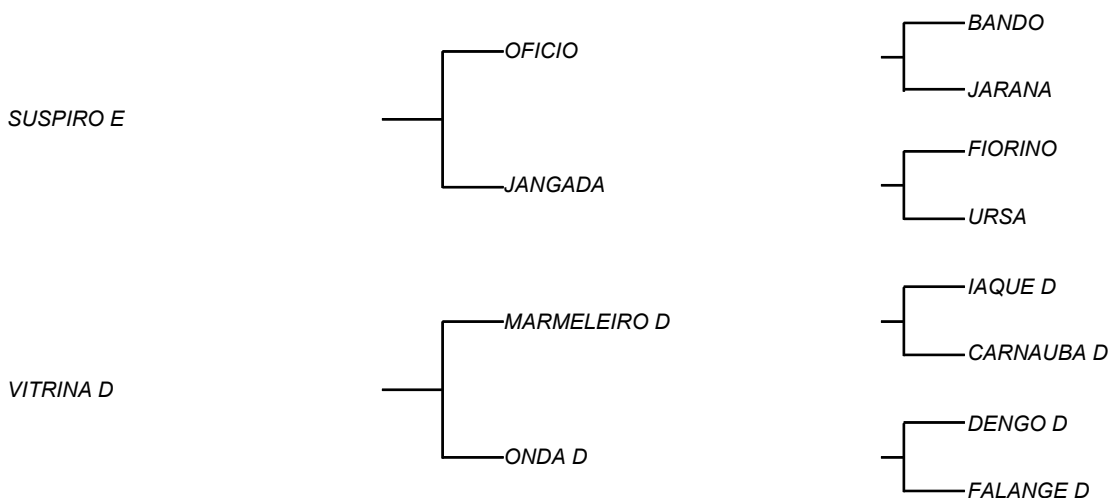 BANDO
OFICIO
JARANA
SUSPIRO E
FIORINO
JANGADA
URSA
IAQUE D
MARMELEIRO D
CARNAUBA D
VITRINA D
DENGO D
ONDA D
FALANGE D